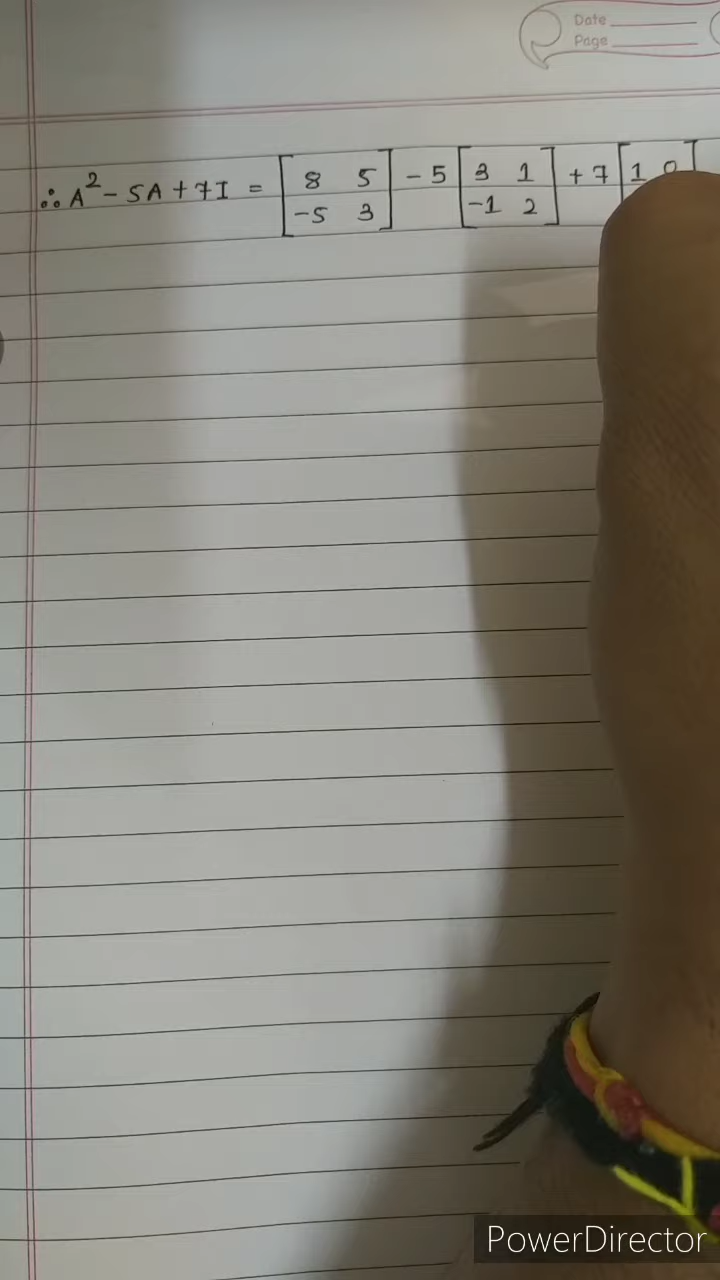 Date
Page
∴ A² - 5A + 7I = [ 8 5 ] - 5 [ 3 1 ] + 7 [ 1 0 ]
[ -5 3 ] [ -1 2 ]
PowerDirector